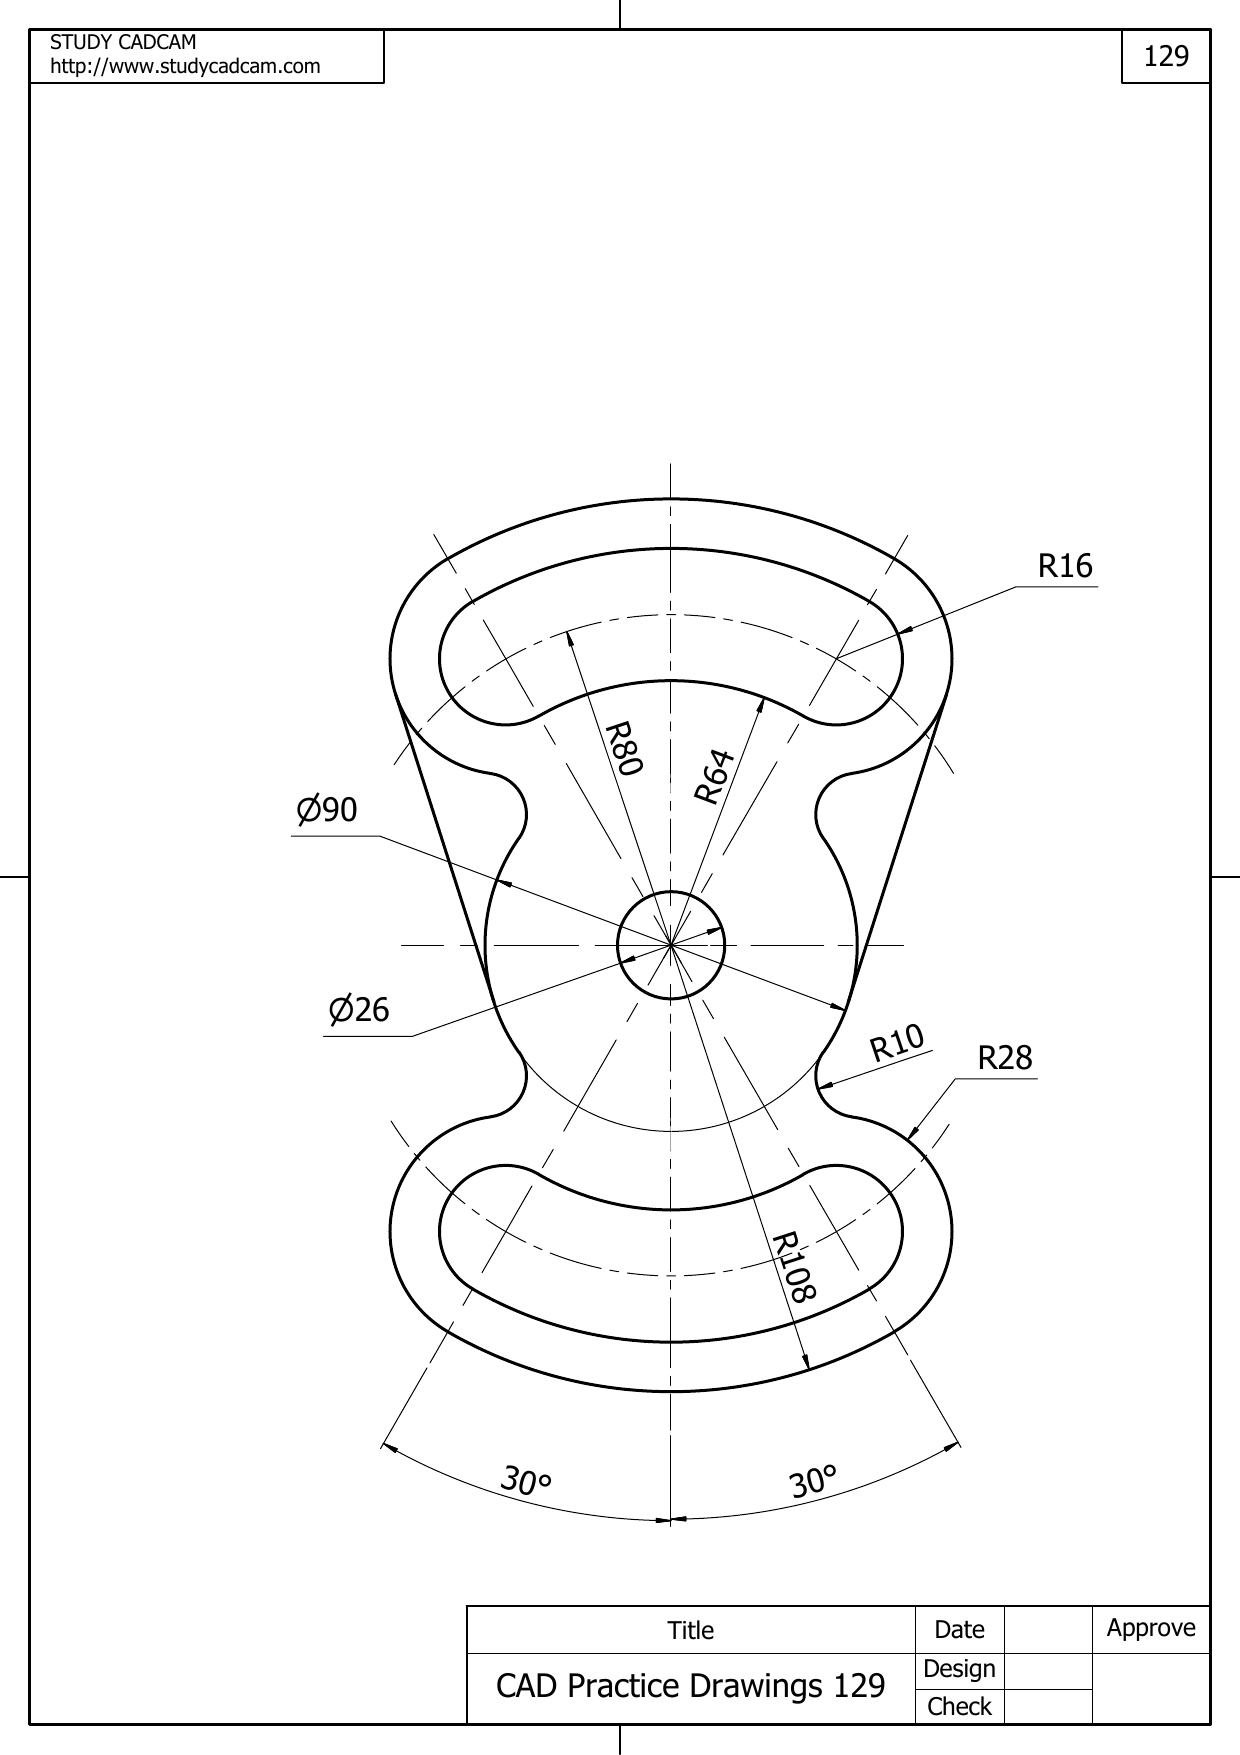 STUDY CADCAM
http://www.studycadcam.com
129
R16
R80
R64
Ø90
Ø26
R10
R28
R108
30°
30°
Title
Date
Approve
CAD Practice Drawings 129
Design
Check